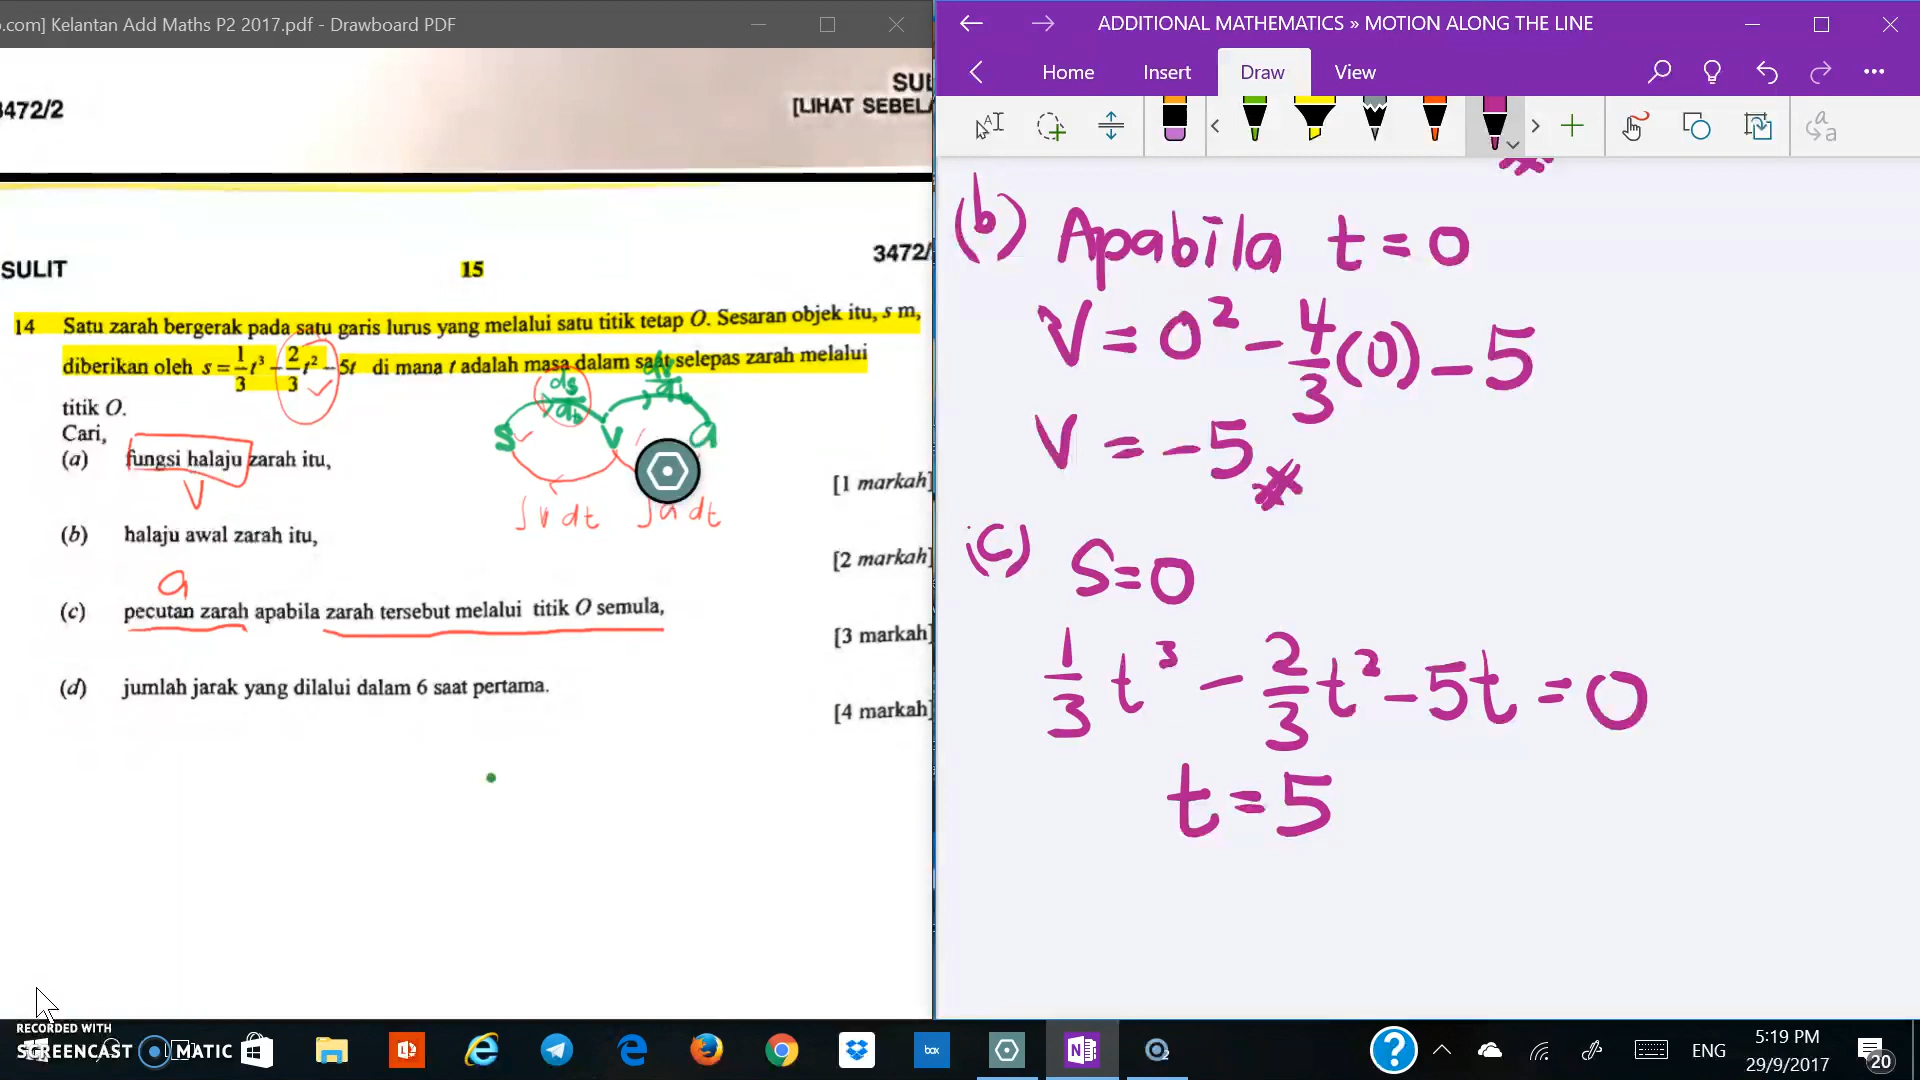 .com] Kelantan Add Maths P2 2017.pdf - Drawboard PDF
3472/2
SUL
[LIHAT SEBELA
SULIT
15
3472/
14 Satu zarah bergerak pada satu garis lurus yang melalui satu titik tetap O. Sesaran objek itu, s m,
diberikan oleh s = 1/3 t³ - 2/3 t² - 5t di mana t adalah masa dalam saat selepas zarah melalui
titik O.
Cari,
(a) fungsi halaju zarah itu,
[1 markah]
V
(b) halaju awal zarah itu,
[2 markah]
a
(c) pecutan zarah apabila zarah tersebut melalui titik O semula,
[3 markah]
(d) jumlah jarak yang dilalui dalam 6 saat pertama.
[4 markah]
ds/dt
s v a
∫v dt ∫a dt
ADDITIONAL MATHEMATICS » MOTION ALONG THE LINE
Home Insert Draw View
(b) Apabila t = 0
V = 0² - 4/3 (0) - 5
V = -5
(c) S = 0
1/3 t³ - 2/3 t² - 5t = 0
t = 5
RECORDED WITH
SCREENCAST MATIC
box
ENG
5:19 PM
29/9/2017
20